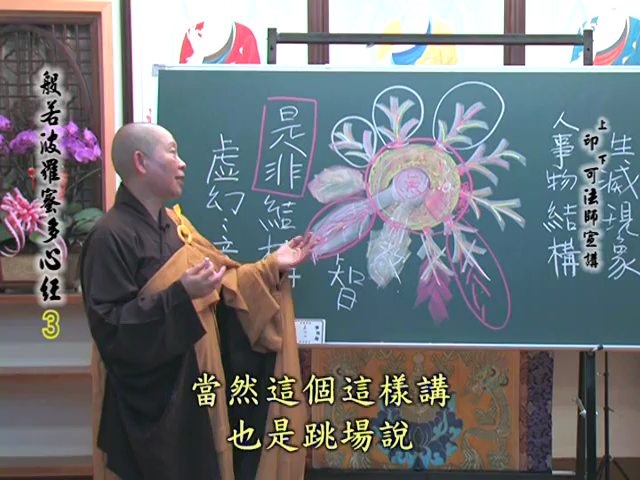 般若波羅蜜多心經3
是非結構
虛幻
智
人事物結構
生滅現象
上印下可法師宣講
當然這個這樣講
也是跳場說